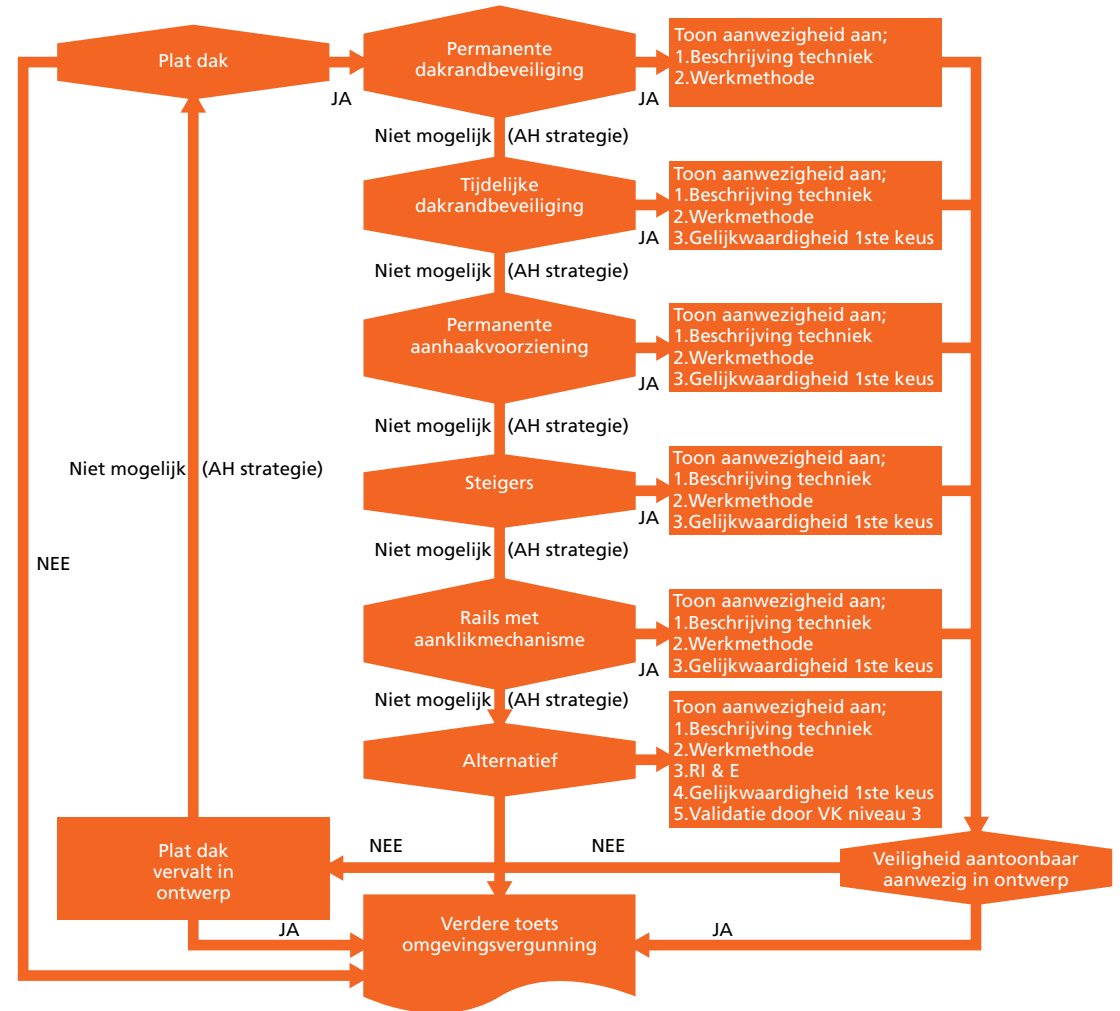 Plat dak
JA
Permanente
dakrandbeveiliging
JA
Toon aanwezigheid aan;
1.Beschrijving techniek
2.Werkmethode
Niet mogelijk (AH strategie)
Tijdelijke
dakrandbeveiliging
JA
Toon aanwezigheid aan;
1.Beschrijving techniek
2.Werkmethode
3.Gelijkwaardigheid 1ste keus
Niet mogelijk (AH strategie)
Permanente
aanhaakvoorziening
JA
Toon aanwezigheid aan;
1.Beschrijving techniek
2.Werkmethode
3.Gelijkwaardigheid 1ste keus
Niet mogelijk (AH strategie)
Niet mogelijk (AH strategie)
Steigers
JA
Toon aanwezigheid aan;
1.Beschrijving techniek
2.Werkmethode
3.Gelijkwaardigheid 1ste keus
Niet mogelijk (AH strategie)
NEE
Rails met
aanklikmechanisme
JA
Toon aanwezigheid aan;
1.Beschrijving techniek
2.Werkmethode
3.Gelijkwaardigheid 1ste keus
Niet mogelijk (AH strategie)
Alternatief
Toon aanwezigheid aan;
1.Beschrijving techniek
2.Werkmethode
3.RI & E
4.Gelijkwaardigheid 1ste keus
5.Validatie door VK niveau 3
Plat dak
vervalt in
ontwerp
NEE
NEE
Veiligheid aantoonbaar
aanwezig in ontwerp
JA
Verdere toets
omgevingsvergunning
JA